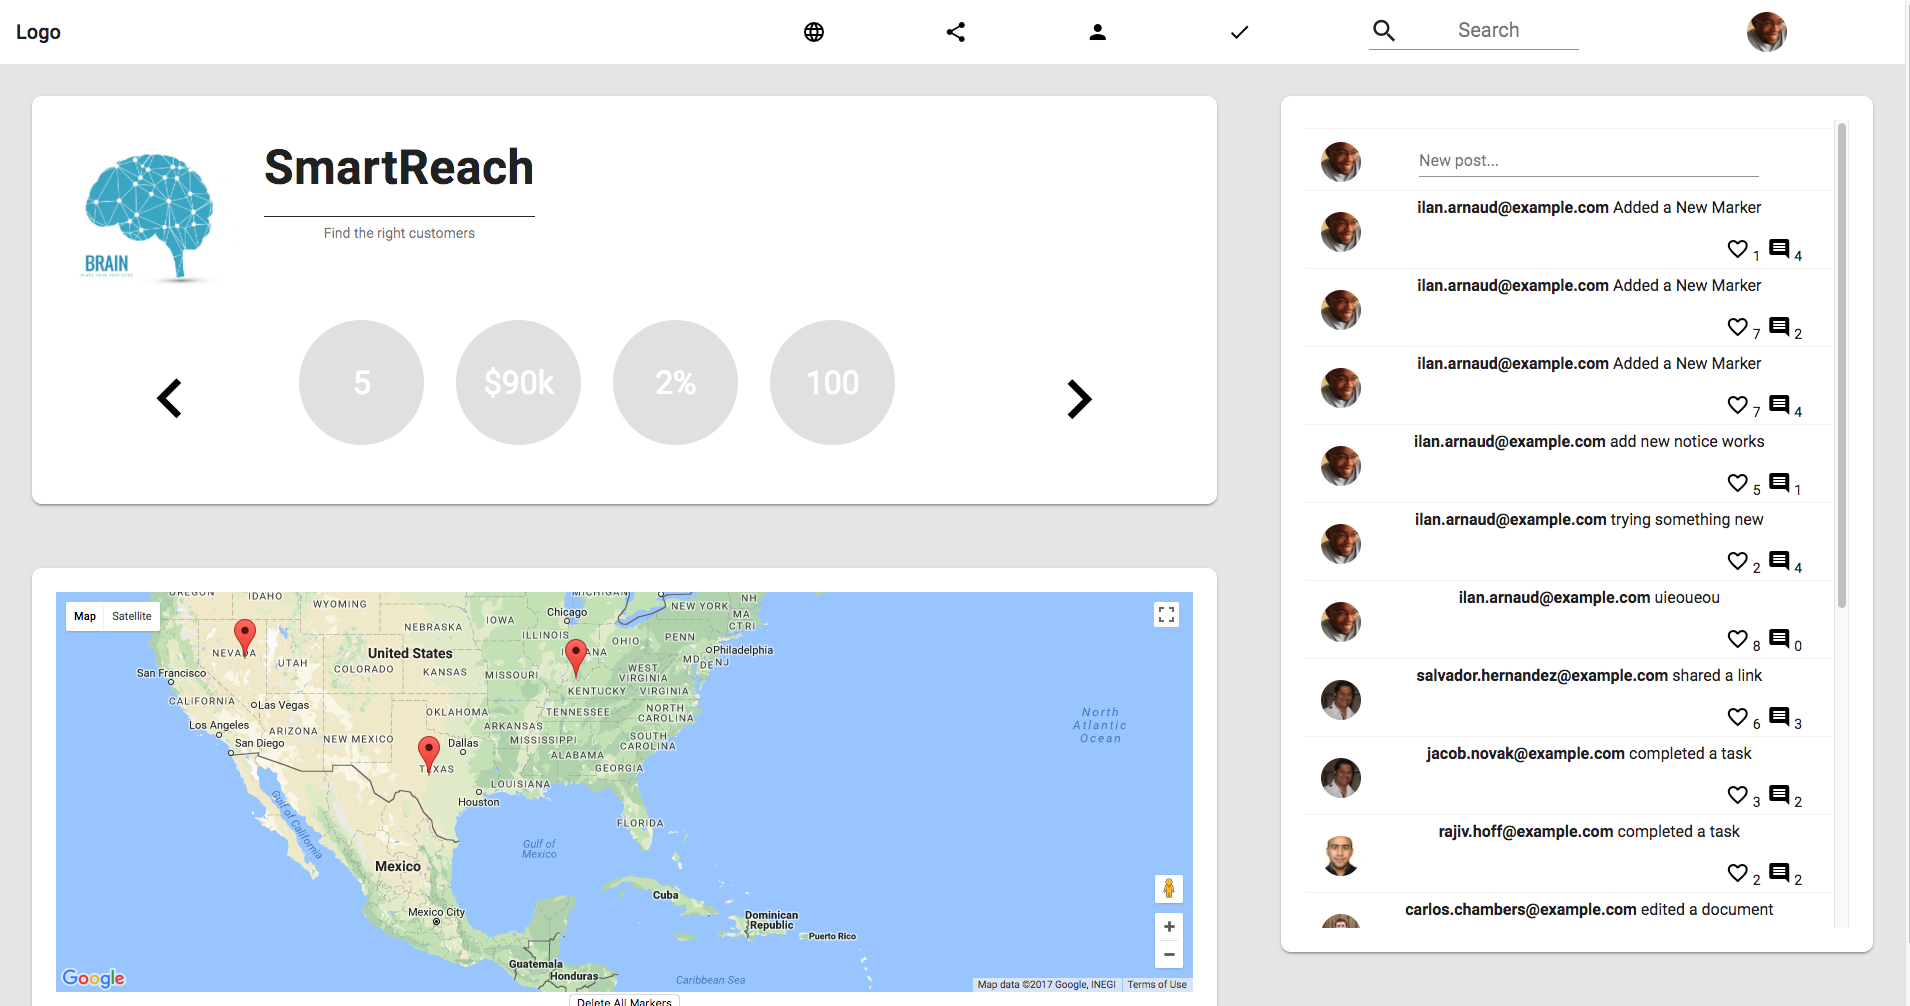 Logo
Search
SmartReach
Find the right customers
BRAIN
5
$90k
2%
100
New post...
ilan.arnaud@example.com Added a New Marker
1 4
ilan.arnaud@example.com Added a New Marker
7 2
ilan.arnaud@example.com Added a New Marker
7 4
ilan.arnaud@example.com add new notice works
5 1
ilan.arnaud@example.com trying something new
2 4
ilan.arnaud@example.com uieoueou
8 0
salvador.hernandez@example.com shared a link
6 3
jacob.novak@example.com completed a task
3 2
rajiv.hoff@example.com completed a task
2 2
carlos.chambers@example.com edited a document
Map Satellite
OREGON
IDAHO
WYOMING
Chicago
MICHIGAN
NEW YORK
NH
MA
CT RI
NEBRASKA
IOWA
ILLINOIS
OHIO
PENN
NEVADA
UTAH
United States
COLORADO
KANSAS
MISSOURI
WEST
VIRGINIA
MD
DE
NJ
Philadelphia
San Francisco
CALIFORNIA
Las Vegas
KENTUCKY
VIRGINIA
Los Angeles
ARIZONA
NEW MEXICO
OKLAHOMA
ARKANSAS
TENNESSEE
NORTH
CAROLINA
San Diego
Dallas
MISSISSIPPI
SOUTH
CAROLINA
ALABAMA
GEORGIA
TEXAS
LOUISIANA
Houston
FLORIDA
North
Atlantic
Ocean
Gulf of California
Gulf of
Mexico
Mexico
Mexico City
Cuba
Dominican
Republic
Puerto Rico
Guatemala
Honduras
Caribbean Sea
Google
Map data ©2017 Google, INEGI
Terms of Use
Delete All Markers